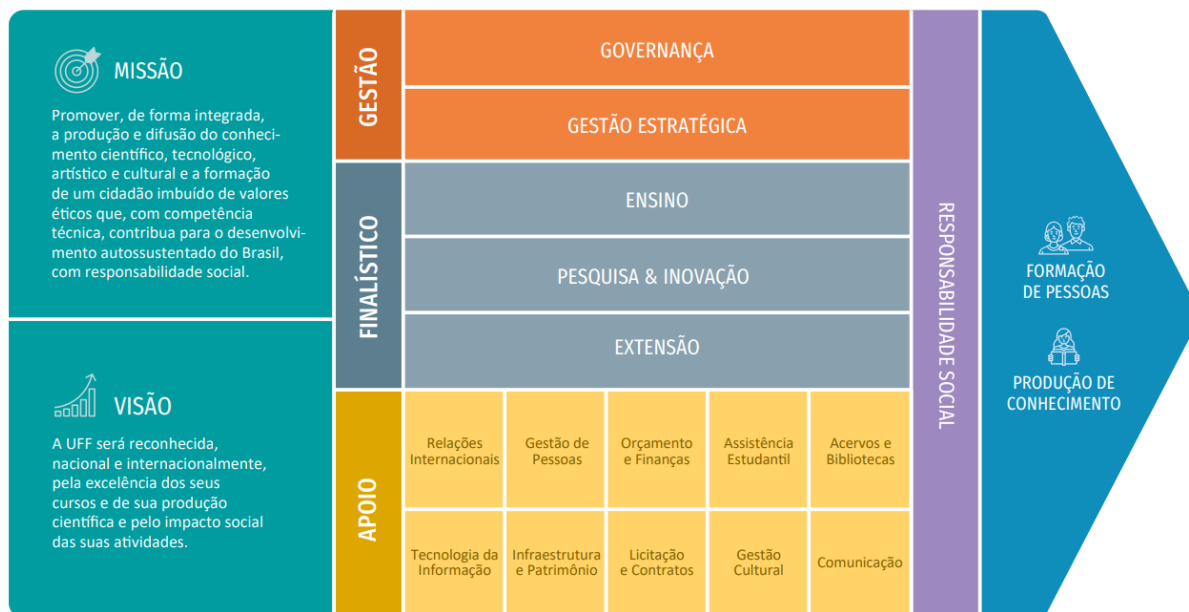 MISSÃO
Promover, de forma integrada,
a produção e difusão do conheci-
mento científico, tecnológico,
artístico e cultural e a formação
de um cidadão imbuído de valores
éticos que, com competência
técnica, contribua para o desenvolvi-
mento autossustentado do Brasil,
com responsabilidade social.
VISÃO
A UFF será reconhecida,
nacional e internacionalmente,
pela excelência dos seus
cursos e de sua produção
científica e pelo impacto social
das suas atividades.
GESTÃO
GOVERNANÇA
GESTÃO ESTRATÉGICA
FINALÍSTICO
ENSINO
PESQUISA & INOVAÇÃO
EXTENSÃO
APOIO
Relações
Internacionais
Gestão de
Pessoas
Orçamento
e Finanças
Assistência
Estudantil
Acervos e
Bibliotecas
Tecnologia da
Informação
Infraestrutura
e Patrimônio
Licitação
e Contratos
Gestão
Cultural
Comunicação
RESPONSABILIDADE SOCIAL
FORMAÇÃO
DE PESSOAS
PRODUÇÃO DE
CONHECIMENTO